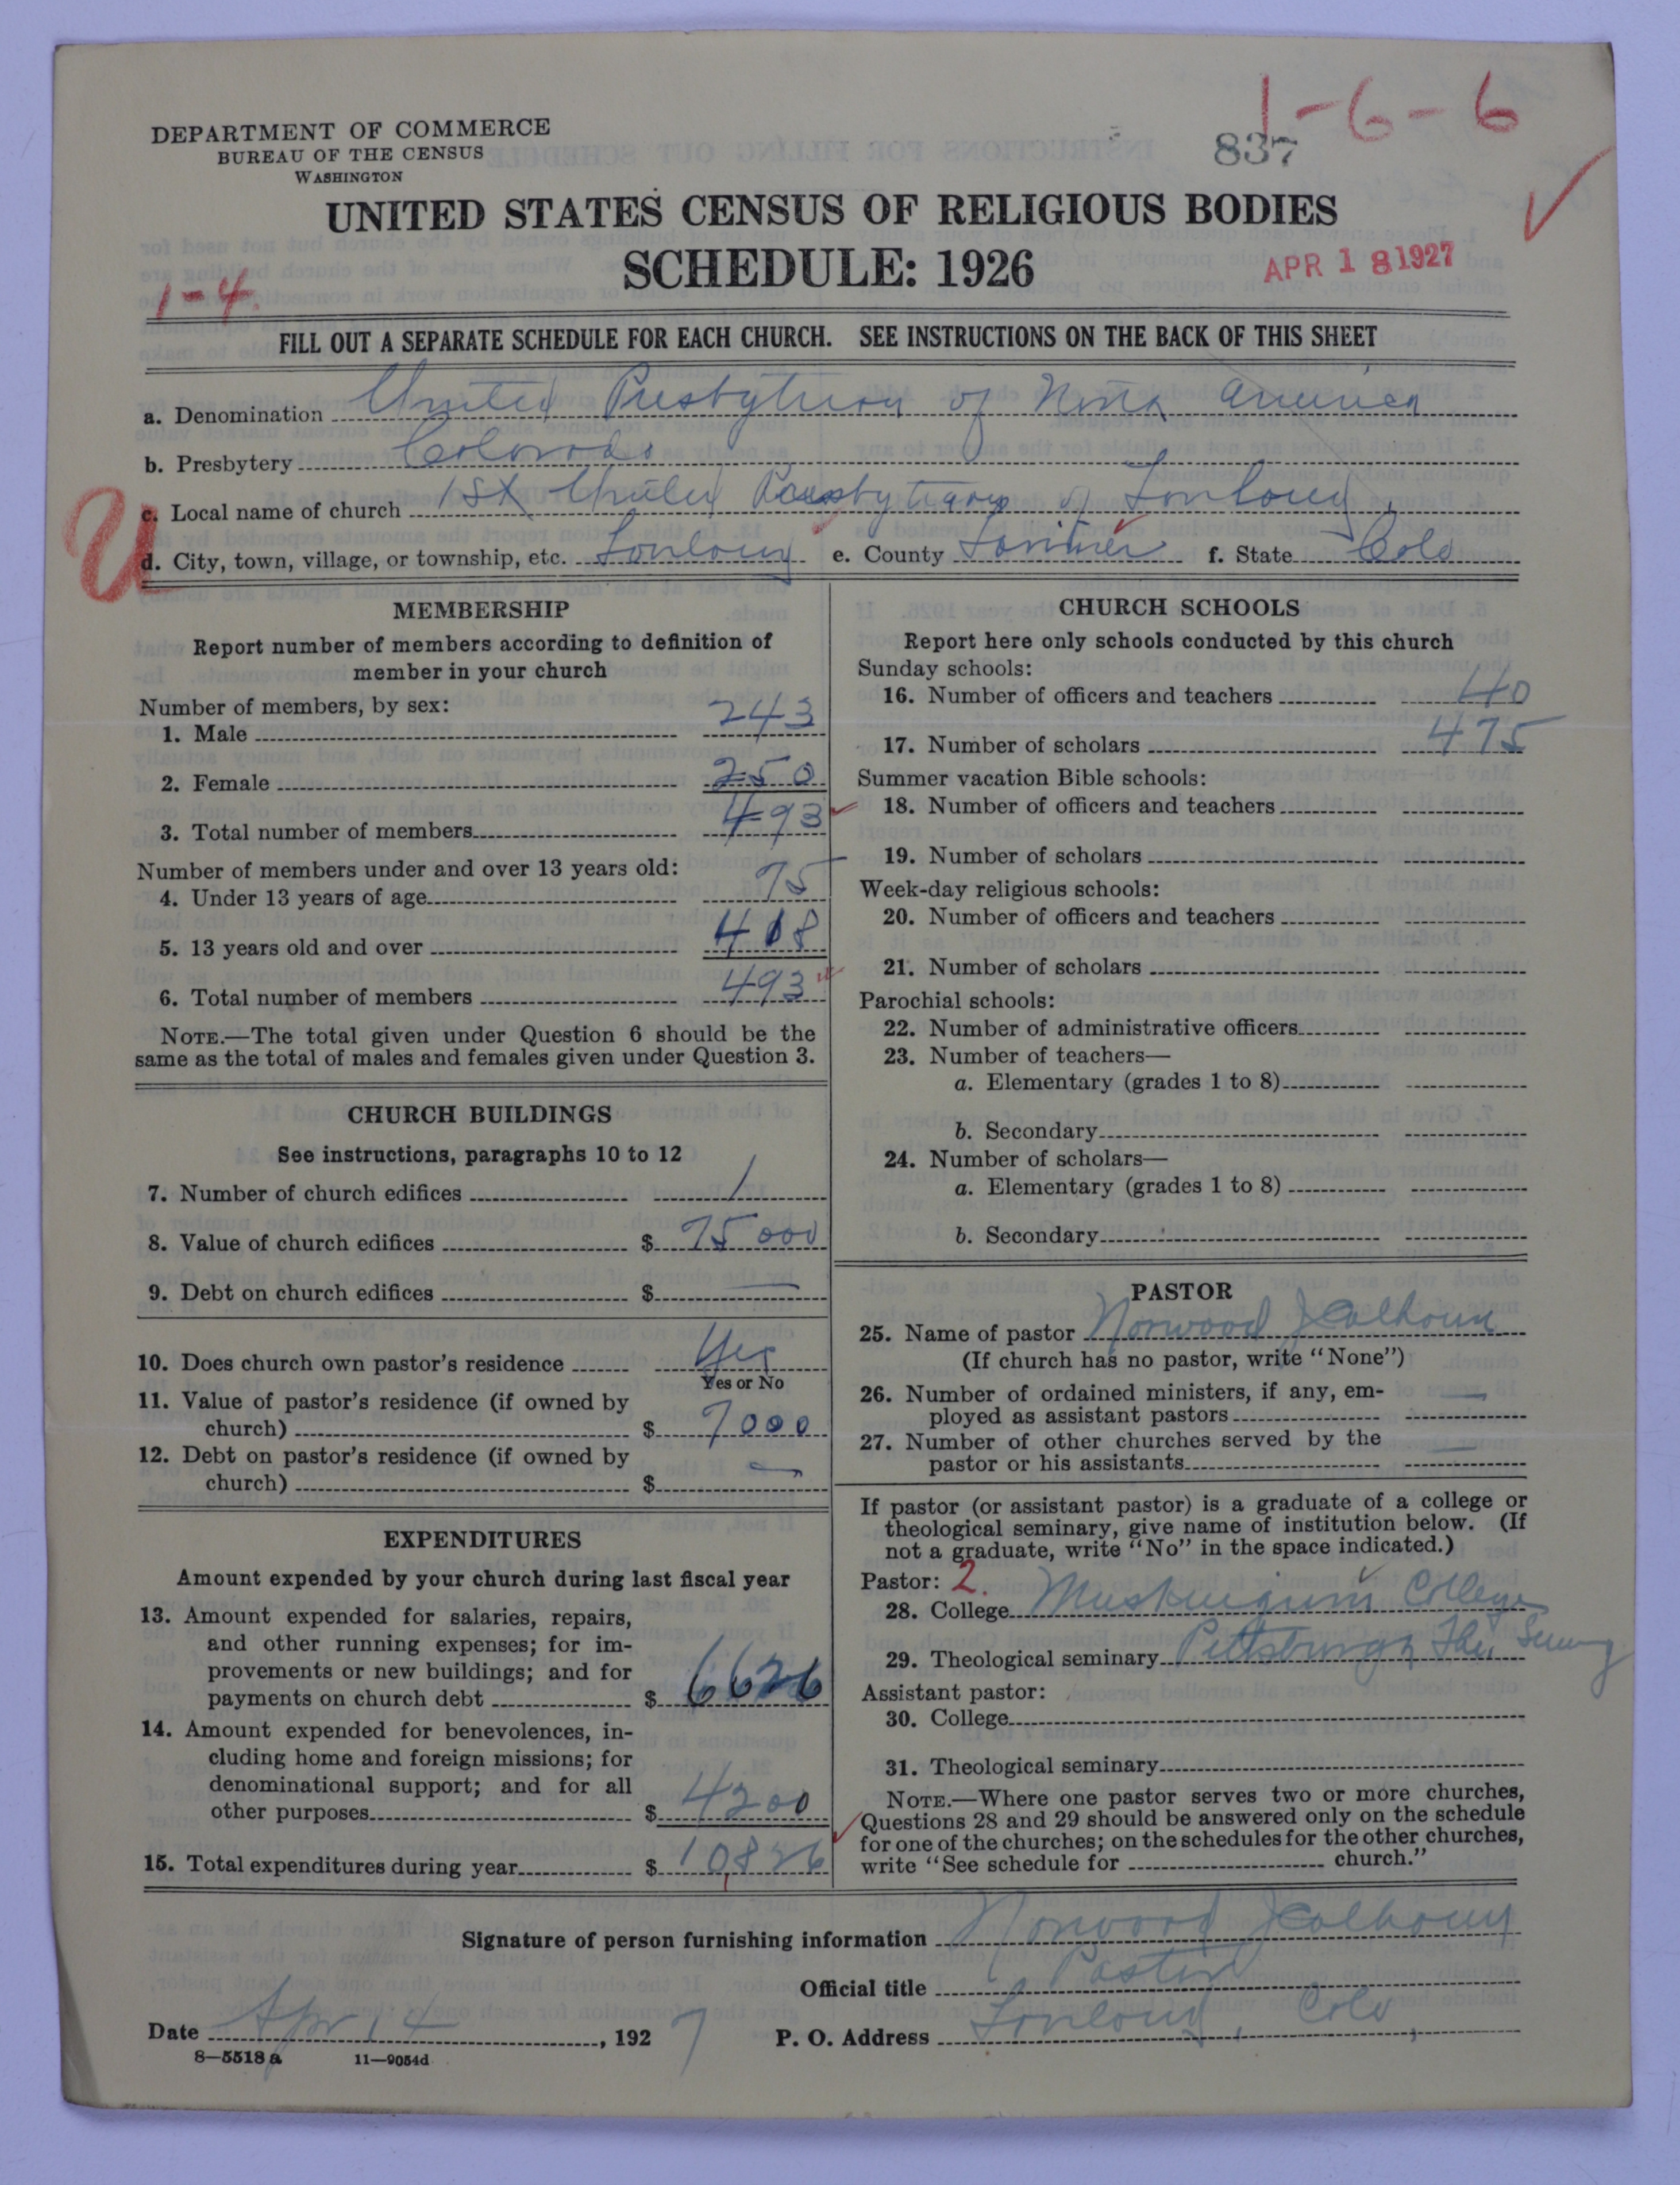 1-6-6
DEPARTMENT OF COMMERCE
BUREAU OF THE CENSUS
WASHINGTON
837
UNITED STATES CENSUS OF RELIGIOUS BODIES
SCHEDULE: 1926
APR 18 1927
1-4.
FILL OUT A SEPARATE SCHEDULE FOR EACH CHURCH. SEE INSTRUCTIONS ON THE BACK OF THIS SHEET
a. Denomination United Presbyterian of North America
b. Presbytery Colorado
c. Local name of church 1st United Presbyterian of Loveland,
U
d. City, town, village, or township, etc. Loveland e. County Larimer f. State Colo
MEMBERSHIP
Report number of members according to definition of
member in your church
Number of members, by sex:
1. Male 243
2. Female 250
3. Total number of members 493
Number of members under and over 13 years old:
4. Under 13 years of age 75
5. 13 years old and over 418
6. Total number of members 493
NOTE.—The total given under Question 6 should be the
same as the total of males and females given under Question 3.
CHURCH BUILDINGS
See instructions, paragraphs 10 to 12
7. Number of church edifices 1
8. Value of church edifices $ 75000
9. Debt on church edifices $ —
10. Does church own pastor's residence Yes
Yes or No
11. Value of pastor's residence (if owned by
church) $ 7000
12. Debt on pastor's residence (if owned by
church) $ —
EXPENDITURES
Amount expended by your church during last fiscal year
13. Amount expended for salaries, repairs,
and other running expenses; for im-
provements or new buildings; and for
payments on church debt $ 6626
14. Amount expended for benevolences, in-
cluding home and foreign missions; for
denominational support; and for all
other purposes $ 4200
15. Total expenditures during year $ 10,826
CHURCH SCHOOLS
Report here only schools conducted by this church
Sunday schools:
16. Number of officers and teachers 40
17. Number of scholars 475
Summer vacation Bible schools:
18. Number of officers and teachers
19. Number of scholars
Week-day religious schools:
20. Number of officers and teachers
21. Number of scholars
Parochial schools:
22. Number of administrative officers
23. Number of teachers—
a. Elementary (grades 1 to 8)
b. Secondary
24. Number of scholars—
a. Elementary (grades 1 to 8)
b. Secondary
PASTOR
25. Name of pastor Norwood J Calhoun
(If church has no pastor, write "None")
26. Number of ordained ministers, if any, em-
ployed as assistant pastors —
27. Number of other churches served by the
pastor or his assistants —
If pastor (or assistant pastor) is a graduate of a college or
theological seminary, give name of institution below. (If
not a graduate, write "No" in the space indicated.)
Pastor: 2.
28. College Muskingum College
29. Theological seminary Pittsburgh
Assistant pastor:
30. College
31. Theological seminary
NOTE.—Where one pastor serves two or more churches,
Questions 28 and 29 should be answered only on the schedule
for one of the churches; on the schedules for the other churches,
write "See schedule for church."
Signature of person furnishing information Norwood J Calhoun
Official title Pastor
Date Apr 14, 1927 P. O. Address Loveland, Colo,
8—5518a 11—9054d